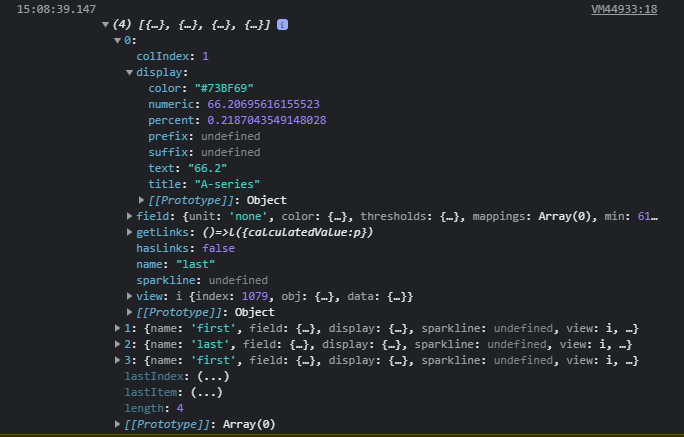 15:08:39.147 VM44933:18
(4) [{…}, {…}, {…}, {…}] i
0:
colIndex: 1
display:
color: "#73BF69"
numeric: 66.20695616155523
percent: 0.2187043549148028
prefix: undefined
suffix: undefined
text: "66.2"
title: "A-series"
[[Prototype]]: Object
field: {unit: 'none', color: {…}, thresholds: {…}, mappings: Array(0), min: 61…
getLinks: ()=>l({calculatedValue:p})
hasLinks: false
name: "last"
sparkline: undefined
view: i {index: 1079, obj: {…}, data: {…}}
[[Prototype]]: Object
1: {name: 'first', field: {…}, display: {…}, sparkline: undefined, view: i, …}
2: {name: 'last', field: {…}, display: {…}, sparkline: undefined, view: i, …}
3: {name: 'first', field: {…}, display: {…}, sparkline: undefined, view: i, …}
lastIndex: (...)
lastItem: (...)
length: 4
[[Prototype]]: Array(0)